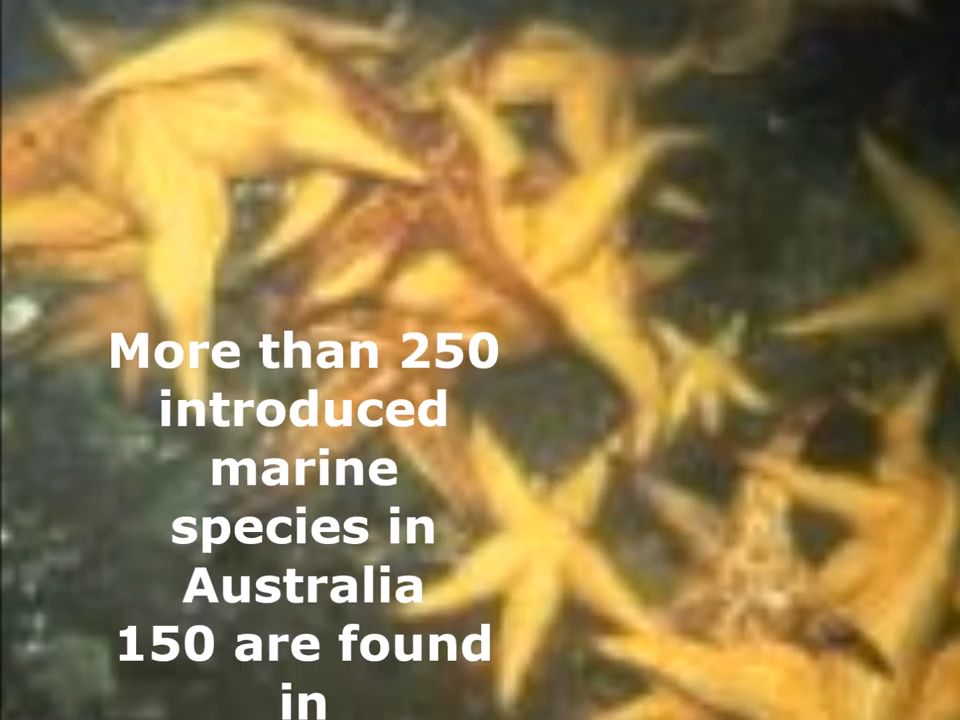 More than 250
introduced
marine
species in
Australia
150 are found
in